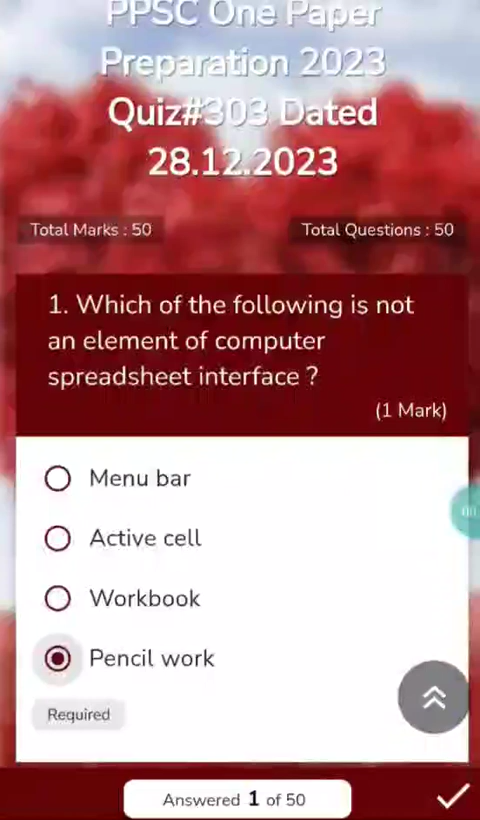 PPSC One Paper
Preparation 2023
Quiz#303 Dated
28.12.2023
Total Marks : 50
Total Questions : 50
1. Which of the following is not
an element of computer
spreadsheet interface ?
(1 Mark)
Menu bar
Active cell
Workbook
Pencil work
Required
Answered 1 of 50